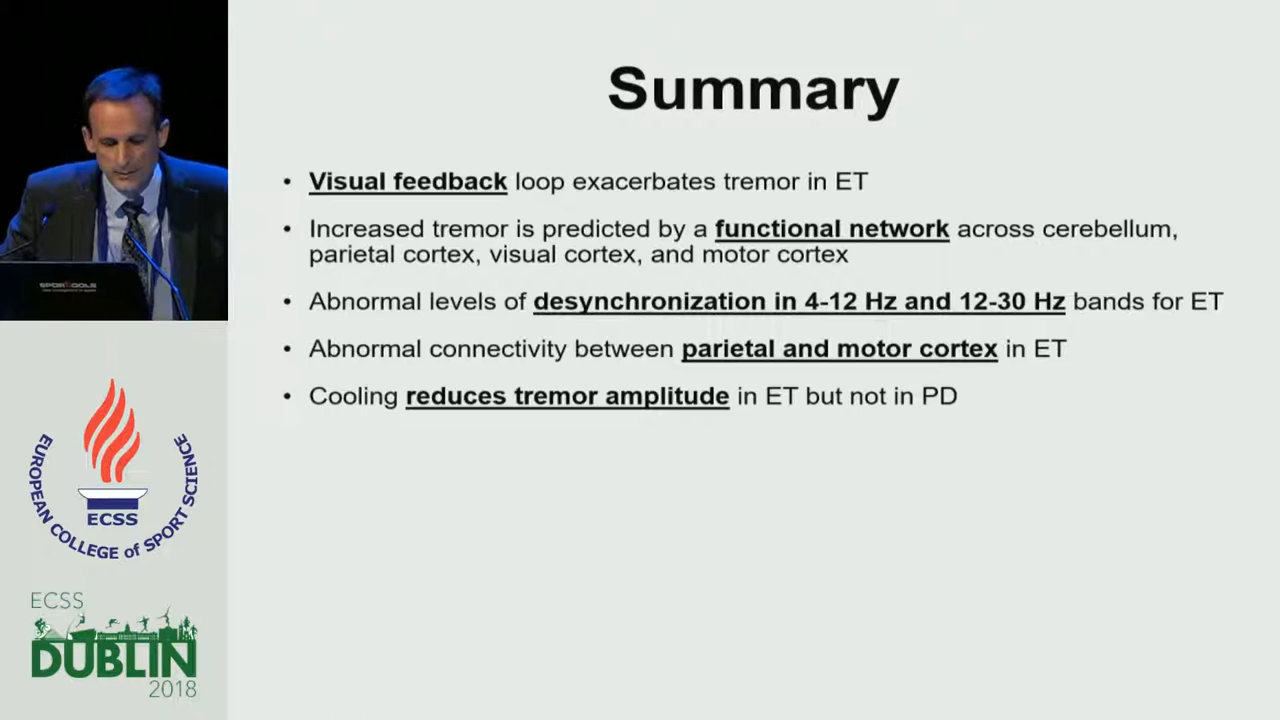 Summary
• Visual feedback loop exacerbates tremor in ET
• Increased tremor is predicted by a functional network across cerebellum,
parietal cortex, visual cortex, and motor cortex
• Abnormal levels of desynchronization in 4-12 Hz and 12-30 Hz bands for ET
• Abnormal connectivity between parietal and motor cortex in ET
• Cooling reduces tremor amplitude in ET but not in PD
EUROPEAN COLLEGE of SPORT SCIENCE
ECSS
ECSS
DUBLIN
2018